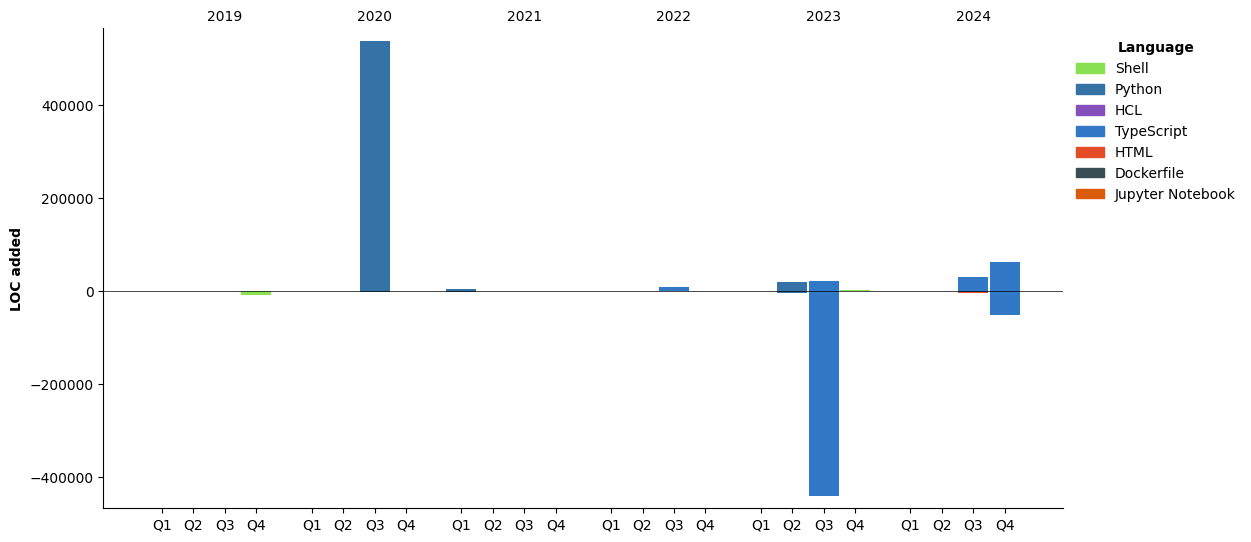 2019 2020 2021 2022 2023 2024
Language
Shell
Python
HCL
TypeScript
HTML
Dockerfile
Jupyter Notebook
LOC added
400000
200000
0
−200000
−400000
Q1 Q2 Q3 Q4 Q1 Q2 Q3 Q4 Q1 Q2 Q3 Q4 Q1 Q2 Q3 Q4 Q1 Q2 Q3 Q4 Q1 Q2 Q3 Q4